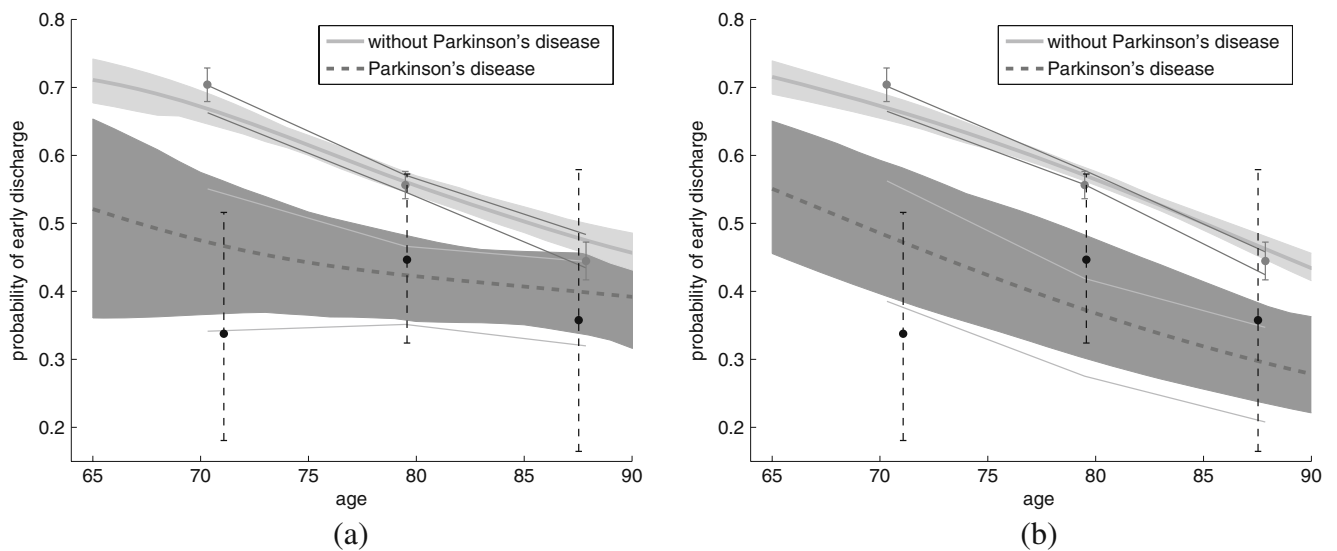 0.8
0.7
0.6
0.5
0.4
0.3
0.2
probability of early discharge
without Parkinson's disease
Parkinson's disease
65 70 75 80 85 90
age
(a)
0.8
0.7
0.6
0.5
0.4
0.3
0.2
probability of early discharge
without Parkinson's disease
Parkinson's disease
65 70 75 80 85 90
age
(b)